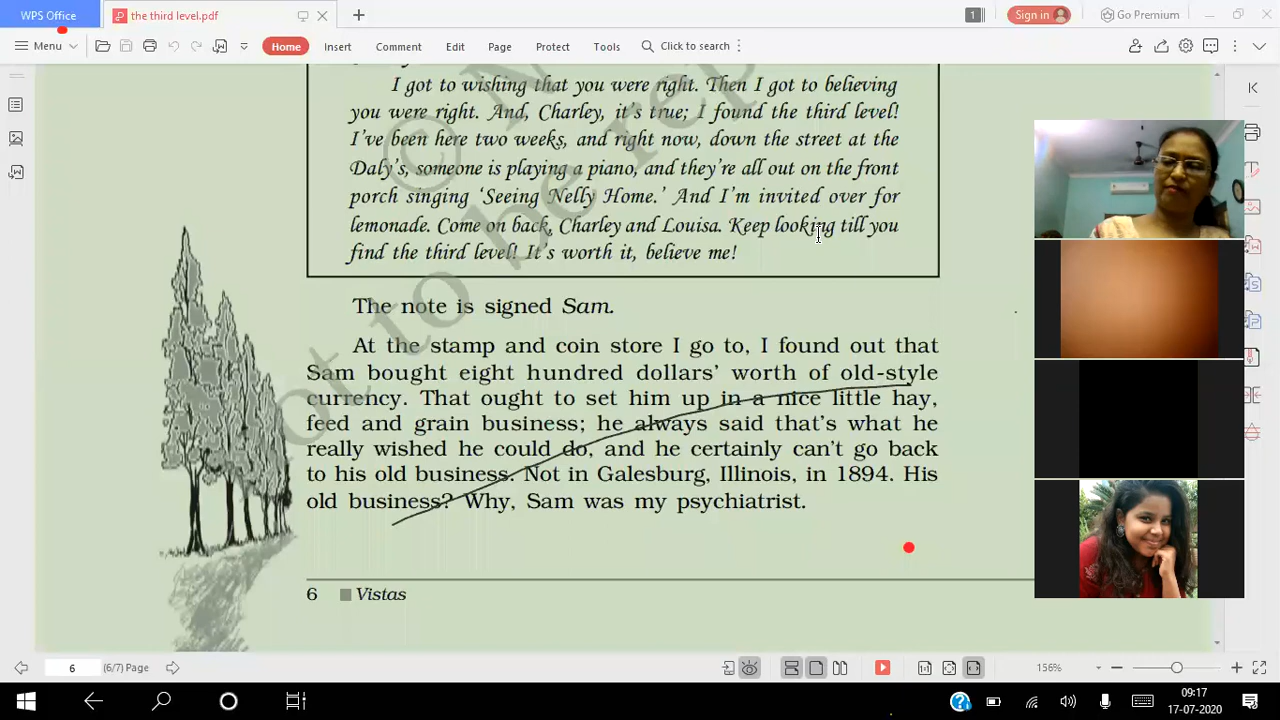 WPS Office
the third level.pdf
1
Sign in
Go Premium
Menu
Home
Insert
Comment
Edit
Page
Protect
Tools
Click to search
I got to wishing that you were right. Then I got to believing
you were right. And, Charley, it's true; I found the third level!
I've been here two weeks, and right now, down the street at the
Daly's, someone is playing a piano, and they're all out on the front
porch singing 'Seeing Nelly Home.' And I'm invited over for
lemonade. Come on back, Charley and Louisa. Keep looking till you
find the third level! It's worth it, believe me!
The note is signed Sam.
At the stamp and coin store I go to, I found out that
Sam bought eight hundred dollars' worth of old-style
currency. That ought to set him up in a nice little hay,
feed and grain business; he always said that's what he
really wished he could do, and he certainly can't go back
to his old business. Not in Galesburg, Illinois, in 1894. His
old business? Why, Sam was my psychiatrist.
6 Vistas
© N
not to be rep
6 (6/7) Page
156%
09:17
17-07-2020